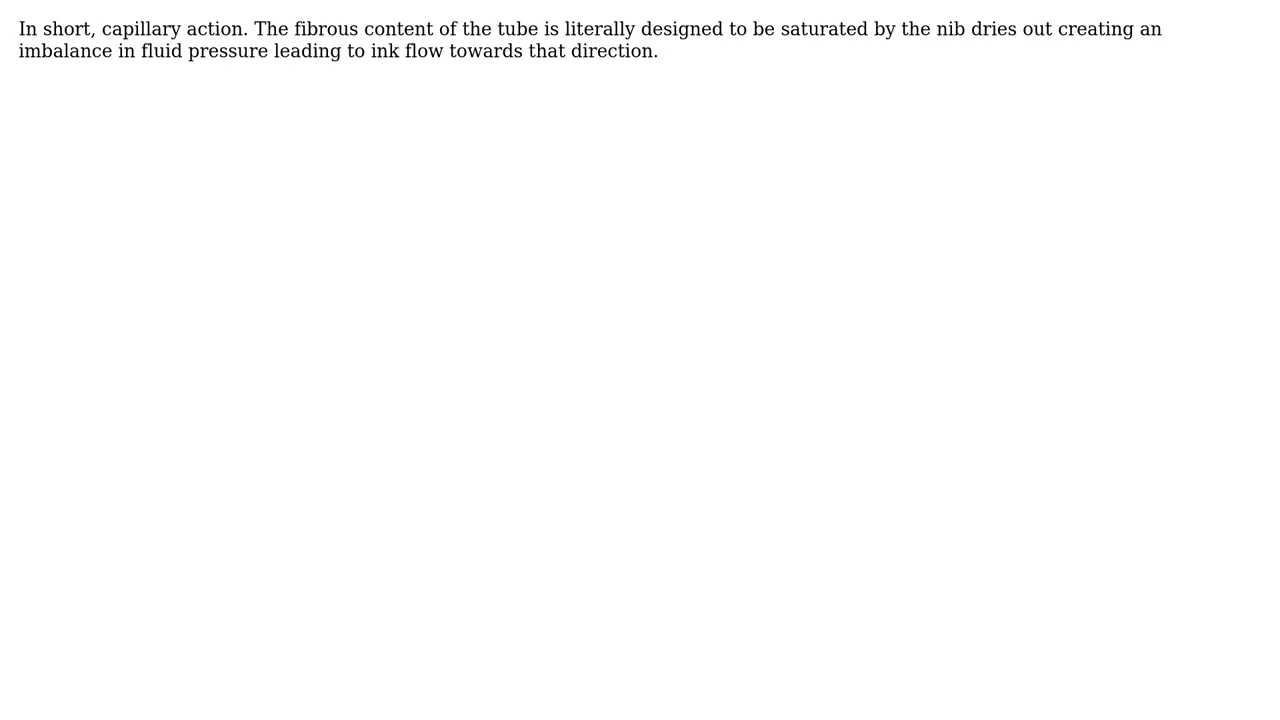 In short, capillary action. The fibrous content of the tube is literally designed to be saturated by the nib dries out creating an
imbalance in fluid pressure leading to ink flow towards that direction.